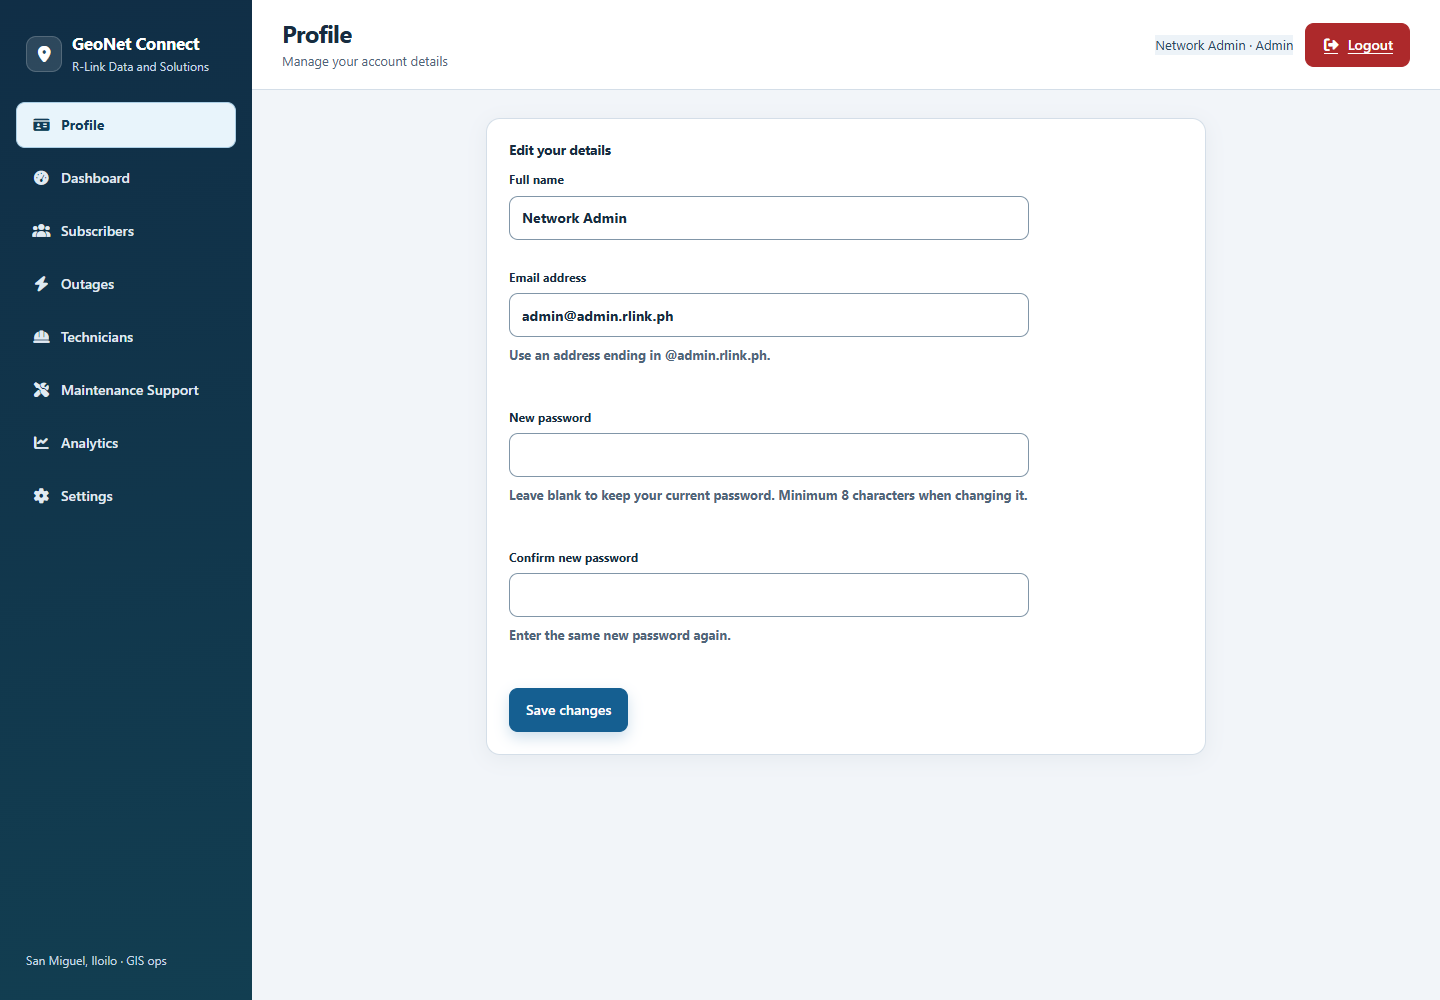 GeoNet Connect
R-Link Data and Solutions
Profile
Dashboard
Subscribers
Outages
Technicians
Maintenance Support
Analytics
Settings
San Miguel, Iloilo · GIS ops
Profile
Manage your account details
Network Admin · Admin
Logout
Edit your details
Full name
Network Admin
Email address
admin@admin.rlink.ph
Use an address ending in @admin.rlink.ph.
New password
Leave blank to keep your current password. Minimum 8 characters when changing it.
Confirm new password
Enter the same new password again.
Save changes